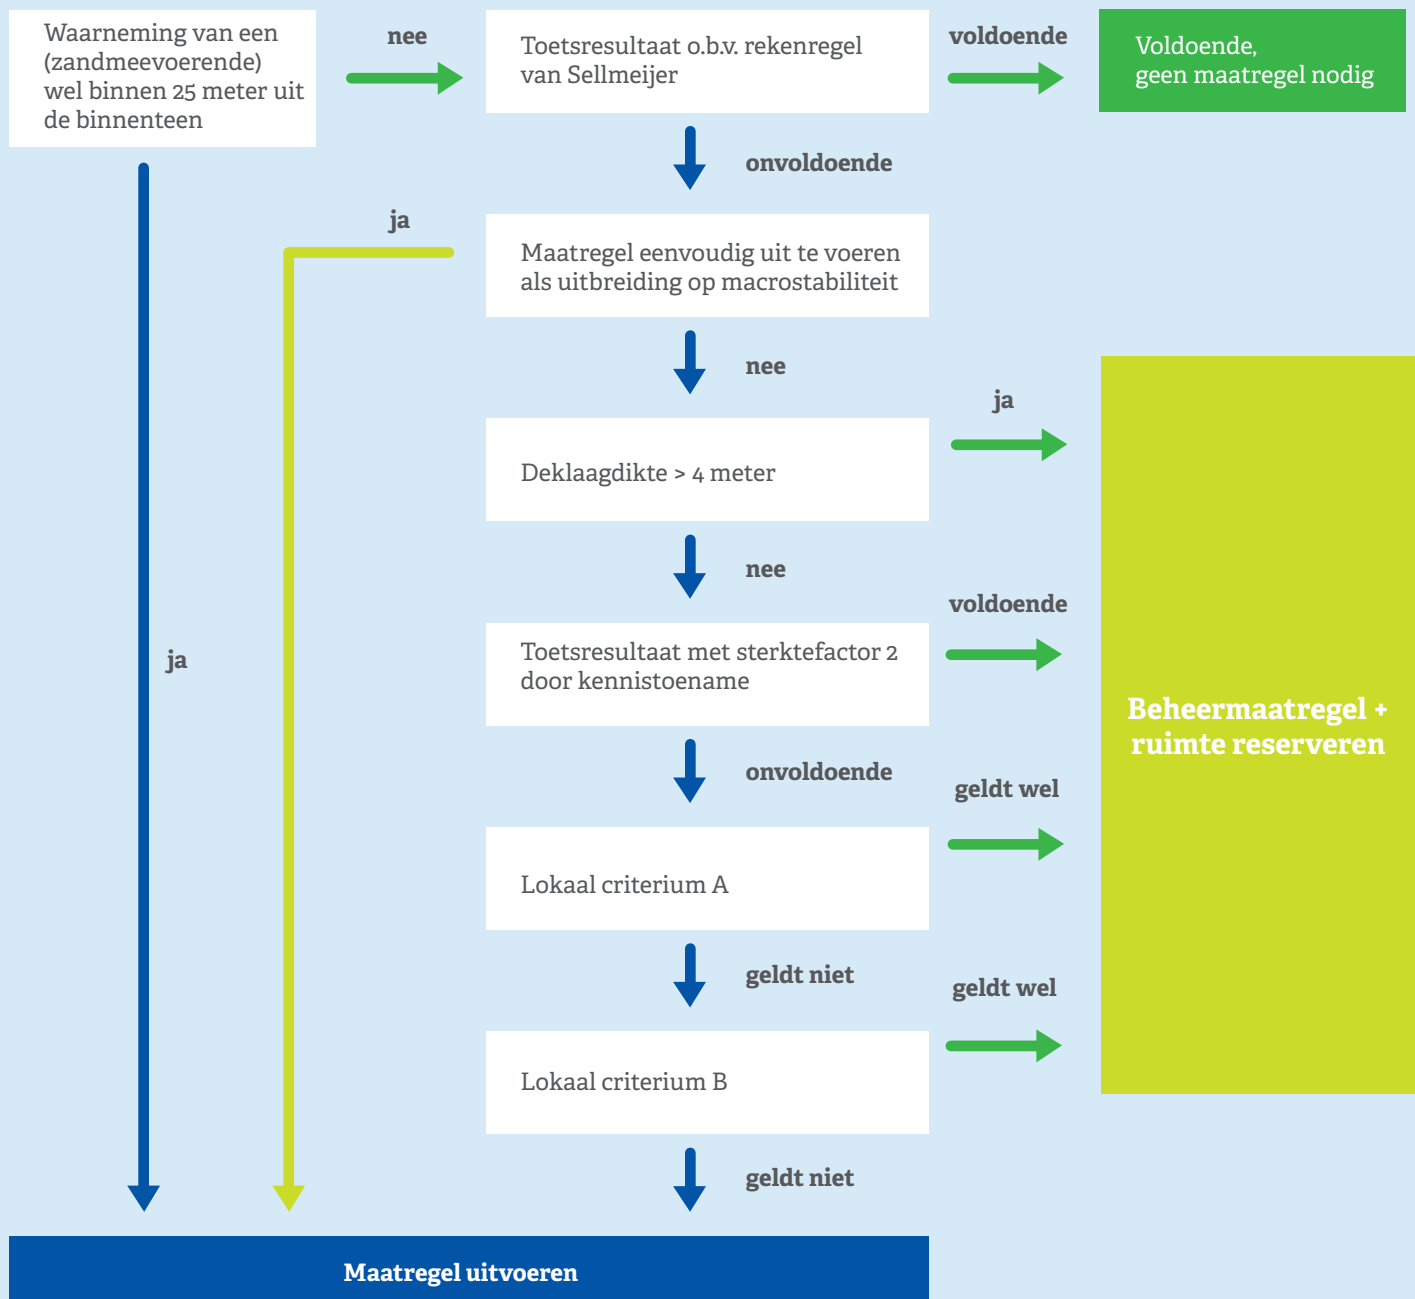 Waarneming van een
(zandmeevoerende)
wel binnen 25 meter uit
de binnenteen
nee
Toetsresultaat o.b.v. rekenregel
van Sellmeijer
voldoende
Voldoende,
geen maatregel nodig
onvoldoende
ja
Maatregel eenvoudig uit te voeren
als uitbreiding op macrostabiliteit
nee
ja
Deklaagdikte > 4 meter
nee
voldoende
Toetsresultaat met sterktefactor 2
door kennistoename
ja
Beheermaatregel +
ruimte reserveren
onvoldoende
geldt wel
Lokaal criterium A
geldt niet
geldt wel
Lokaal criterium B
geldt niet
Maatregel uitvoeren